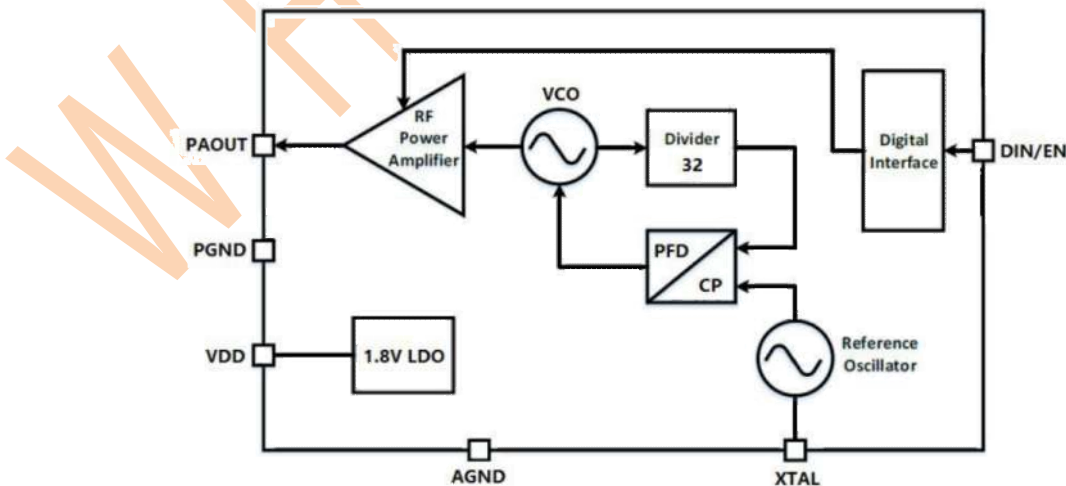 VCO
RF
Power
Amplifier
Divider
32
Digital
Interface
PAOUT
DIN/EN
PGND
PFD
CP
VDD
1.8V LDO
Reference
Oscillator
AGND
XTAL